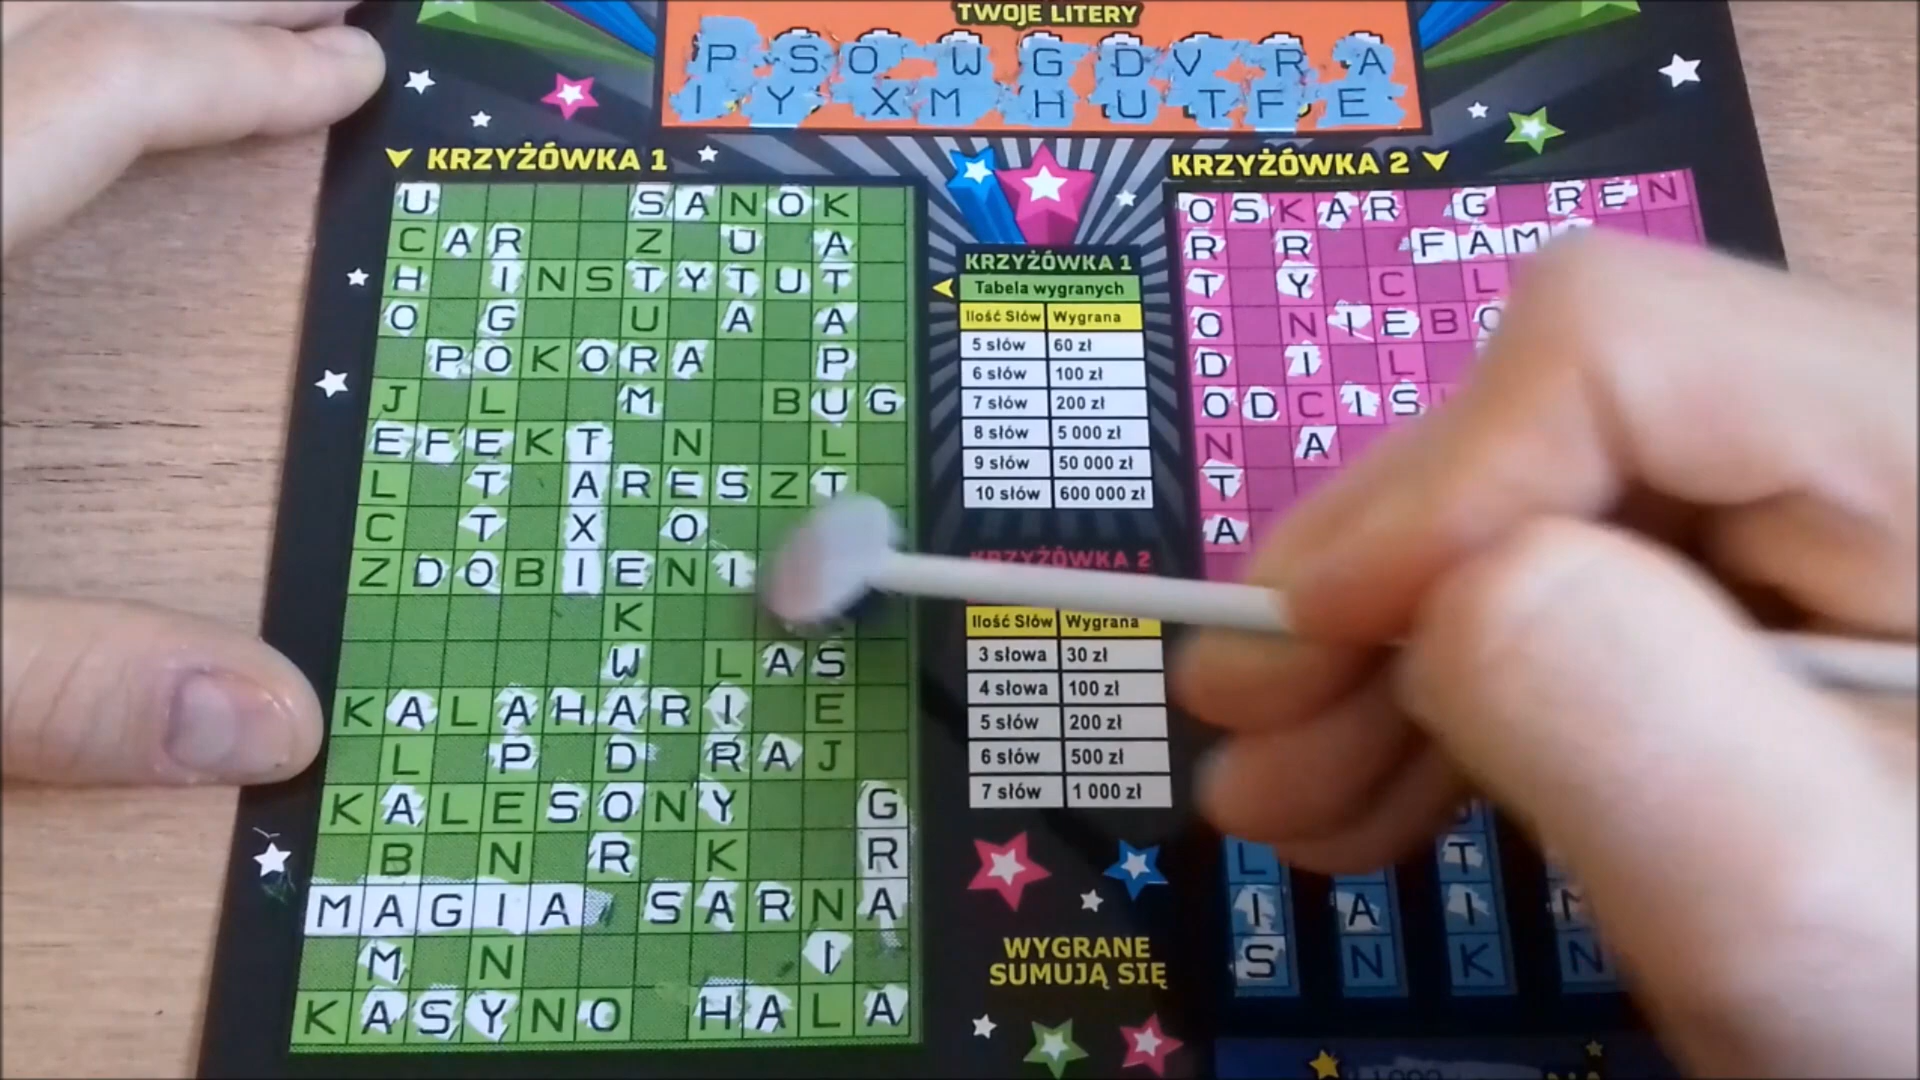 TWOJE LITERY
P S O W G D V R A
I Y X M H U T F E
KRZYŻÓWKA 1
KRZYŻÓWKA 2
U SANOK
CAR Z U A
H INSTYTUT
O G U A A
POKORA P
J L M BUG
EFEKT N L
L T ARESZT
C T X O
ZDOBIENI
K
W LAS
KALAHARI E
L P D RAJ
KALESONY G
B N R K R
MAGIA SARNA
M N I
KASYNO HALA
KRZYŻÓWKA 1
Tabela wygranych
Ilość Słów Wygrana
5 słów 60 zł
6 słów 100 zł
7 słów 200 zł
8 słów 5 000 zł
9 słów 50 000 zł
10 słów 600 000 zł
KRZYŻÓWKA 2
Ilość Słów Wygrana
3 słowa 30 zł
4 słowa 100 zł
5 słów 200 zł
6 słów 500 zł
7 słów 1 000 zł
WYGRANE
SUMUJĄ SIĘ
OSKAR G REN
R R FAM
T Y C L
O N IEB
D I L
ODCIS
N A
T
A
L T
I A I M
S N K N